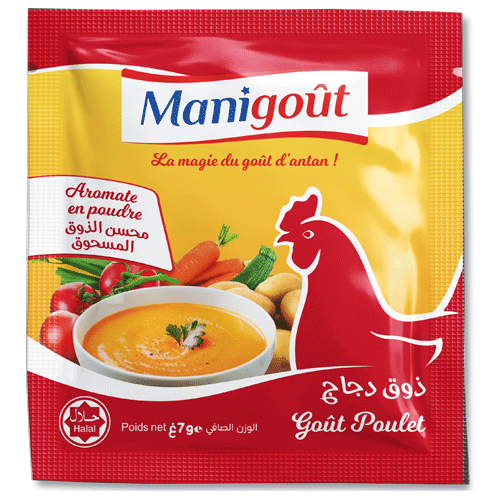 Manigoût
La magie du goût d'antan !
Aromate
en poudre
محسن الذوق
المسحوق
ذوق دجاج
Goût Poulet
حلال
Halal
Poids net 7g℮ غ الوزن الصافي